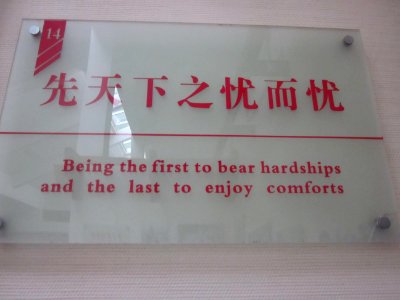 14
先天下之忧而忧
Being the first to bear hardships
and the last to enjoy comforts